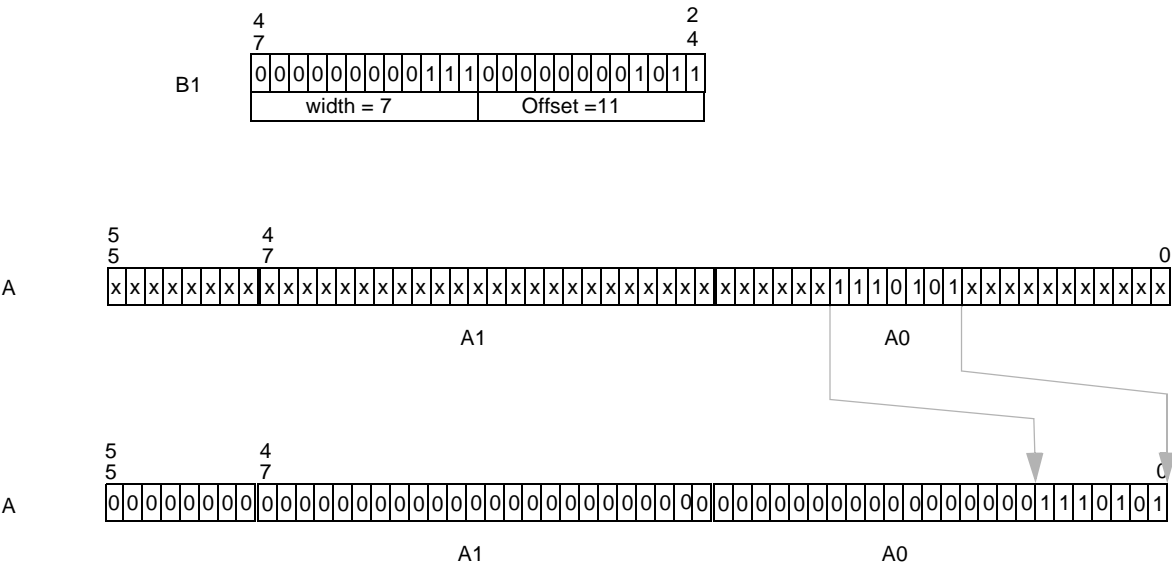 4 2
7 4
B1 0 0 0 0 0 0 0 0 0 1 1 1 0 0 0 0 0 0 0 0 1 0 1 1
width = 7 Offset =11
5 4
5 7 0
A x x x x x x x x x x x x x x x x x x x x x x x x x x x x x x x x x x x x x x 1 1 1 0 1 0 1 x x x x x x x x x x x
A1 A0
5 4
5 7 0
A 0 0 0 0 0 0 0 0 0 0 0 0 0 0 0 0 0 0 0 0 0 0 0 0 0 0 0 0 0 0 0 0 0 0 0 0 0 0 0 0 0 0 0 0 0 0 0 0 0 1 1 1 0 1 0 1
A1 A0